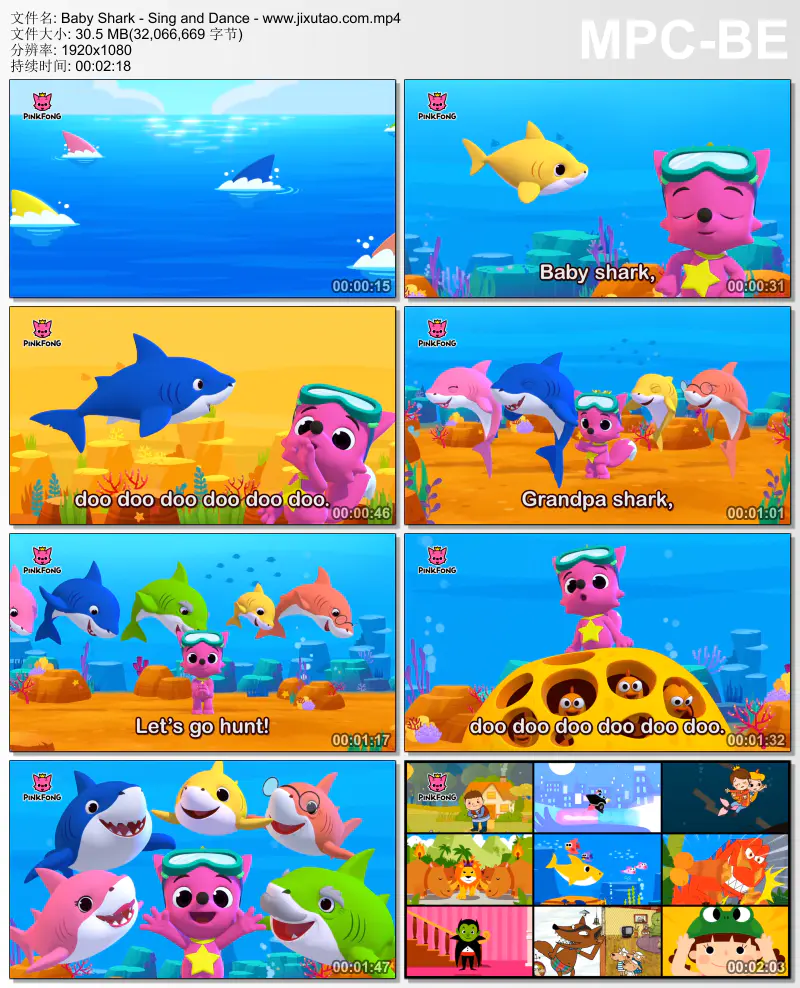 文件名: Baby Shark - Sing and Dance - www.jixutao.com.mp4
文件大小: 30.5 MB(32,066,669 字节)
分辨率: 1920x1080
持续时间: 00:02:18
MPC-BE
PINKFONG
00:00:15
PINKFONG
Baby shark,
00:00:31
PINKFONG
doo doo doo doo doo doo.
00:00:46
PINKFONG
Grandpa shark,
00:01:01
PINKFONG
Let's go hunt!
00:01:17
PINKFONG
doo doo doo doo doo doo.
00:01:32
PINKFONG
00:01:47
PINKFONG
00:02:03